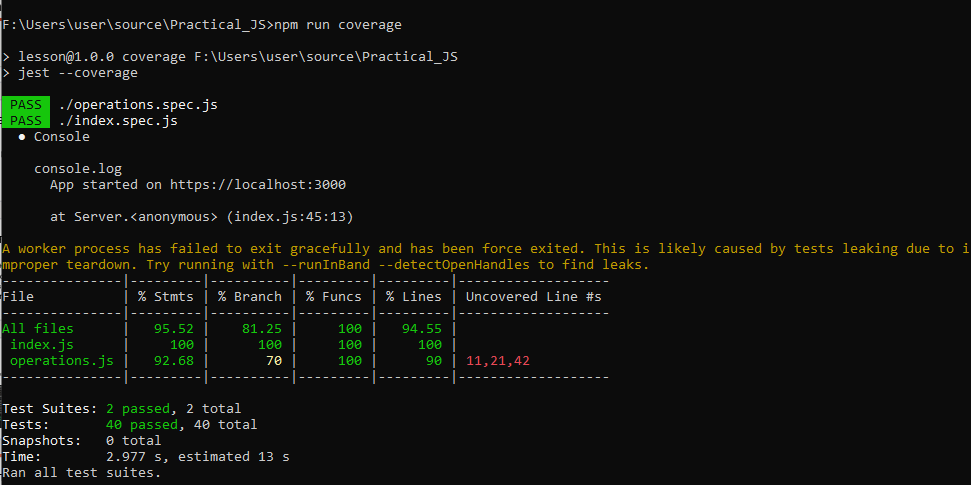 F:\Users\user\source\Practical_JS>npm run coverage
> lesson@1.0.0 coverage F:\Users\user\source\Practical_JS
> jest --coverage
PASS ./operations.spec.js
PASS ./index.spec.js
● Console
console.log
App started on https://localhost:3000
at Server.<anonymous> (index.js:45:13)
A worker process has failed to exit gracefully and has been force exited. This is likely caused by tests leaking due to i
mproper teardown. Try running with --runInBand --detectOpenHandles to find leaks.
---------------|---------|----------|---------|---------|-------------------
File           | % Stmts | % Branch | % Funcs | % Lines | Uncovered Line #s
---------------|---------|----------|---------|---------|-------------------
All files      |   95.52 |    81.25 |     100 |   94.55 |
 index.js      |     100 |      100 |     100 |     100 |
 operations.js |   92.68 |       70 |     100 |      90 | 11,21,42
---------------|---------|----------|---------|---------|-------------------
Test Suites: 2 passed, 2 total
Tests:       40 passed, 40 total
Snapshots:   0 total
Time:        2.977 s, estimated 13 s
Ran all test suites.